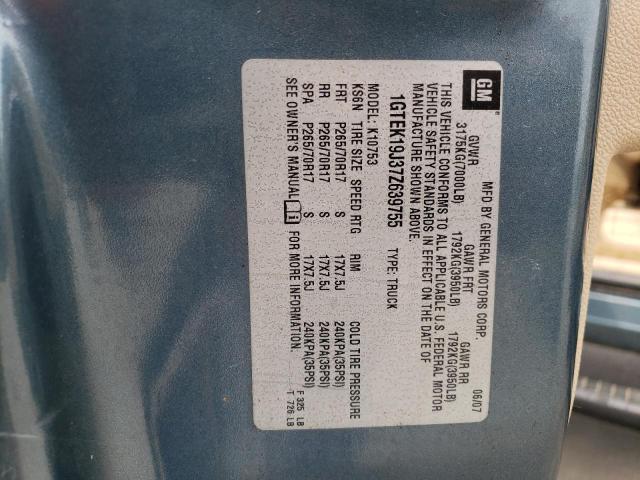 GM
MFD BY GENERAL MOTORS CORP. 06/07
GVWR GAWR FRT GAWR RR
3175KG(7000LB) 1792KG(3950LB) 1792KG(3950LB)
THIS VEHICLE CONFORMS TO ALL APPLICABLE U.S. FEDERAL MOTOR
VEHICLE SAFETY STANDARDS IN EFFECT ON THE DATE OF
MANUFACTURE SHOWN ABOVE.
1GTEK19J37Z639755 TYPE: TRUCK
MODEL: K10753
KS6N TIRE SIZE SPEED RTG RIM COLD TIRE PRESSURE
FRT P265/70R17 S 17X7.5J 240KPA(35PSI)
RR P265/70R17 S 17X7.5J 240KPA(35PSI)
SPA P265/70R17 S 17X7.5J 240KPA(35PSI) F 325 LB
SEE OWNER'S MANUAL FOR MORE INFORMATION. T 726 LB